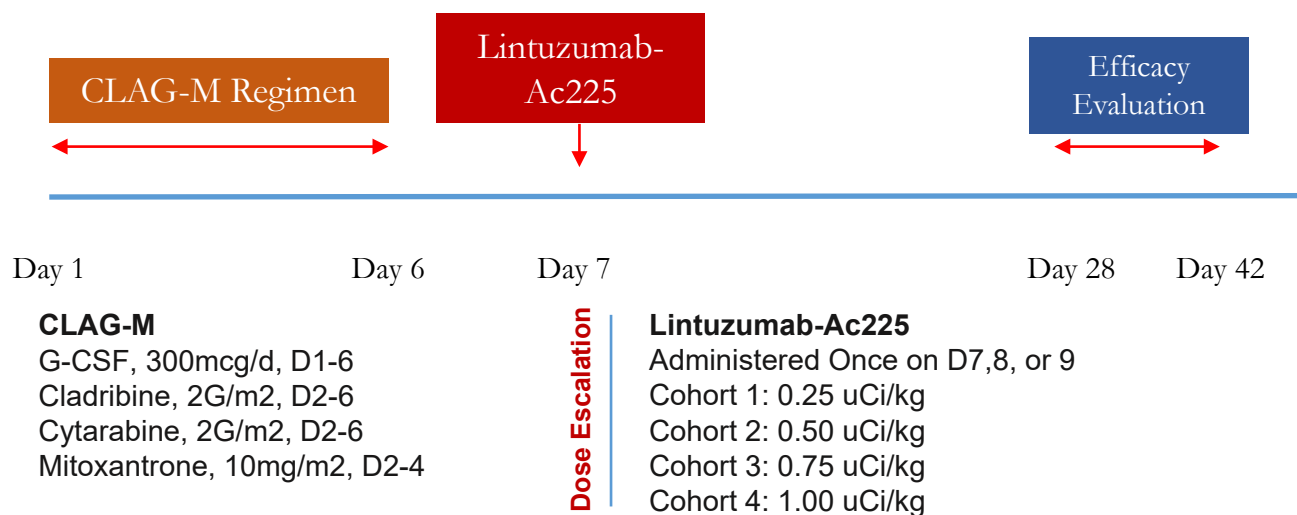 CLAG-M Regimen
Lintuzumab-
Ac225
Efficacy
Evaluation
Day 1
Day 6
Day 7
Day 28
Day 42
CLAG-M
G-CSF, 300mcg/d, D1-6
Cladribine, 2G/m2, D2-6
Cytarabine, 2G/m2, D2-6
Mitoxantrone, 10mg/m2, D2-4
Dose Escalation
Lintuzumab-Ac225
Administered Once on D7,8, or 9
Cohort 1: 0.25 uCi/kg
Cohort 2: 0.50 uCi/kg
Cohort 3: 0.75 uCi/kg
Cohort 4: 1.00 uCi/kg